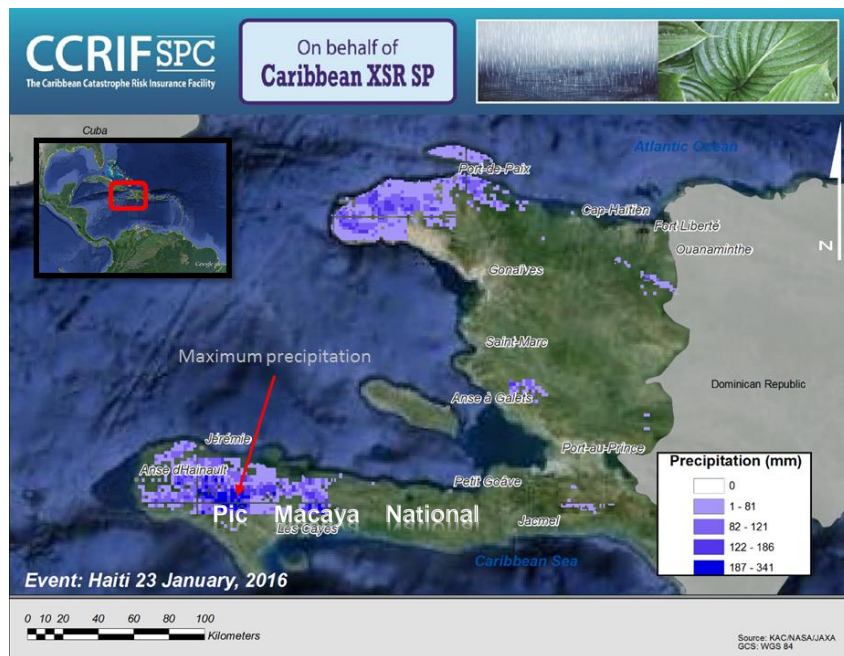 CCRIF SPC
The Caribbean Catastrophe Risk Insurance Facility
On behalf of
Caribbean XSR SP
Cuba
Atlantic Ocean
Port-de-Paix
Cap-Haïtien
Fort Liberté
Ouanaminthe
N
Gonaïves
Saint-Marc
Maximum precipitation
Dominican Republic
Anse à Galets
Jérémie
Port-au-Prince
Anse dHainault
Petit Goâve
Pic Macaya National
Jacmel
Les Cayes
Caribbean Sea
Precipitation (mm)
0
1 - 81
82 - 121
122 - 186
187 - 341
Event: Haiti 23 January, 2016
0 10 20 40 60 80 100
Kilometers
Source: KAC/NASA/JAXA
GCS: WGS 84